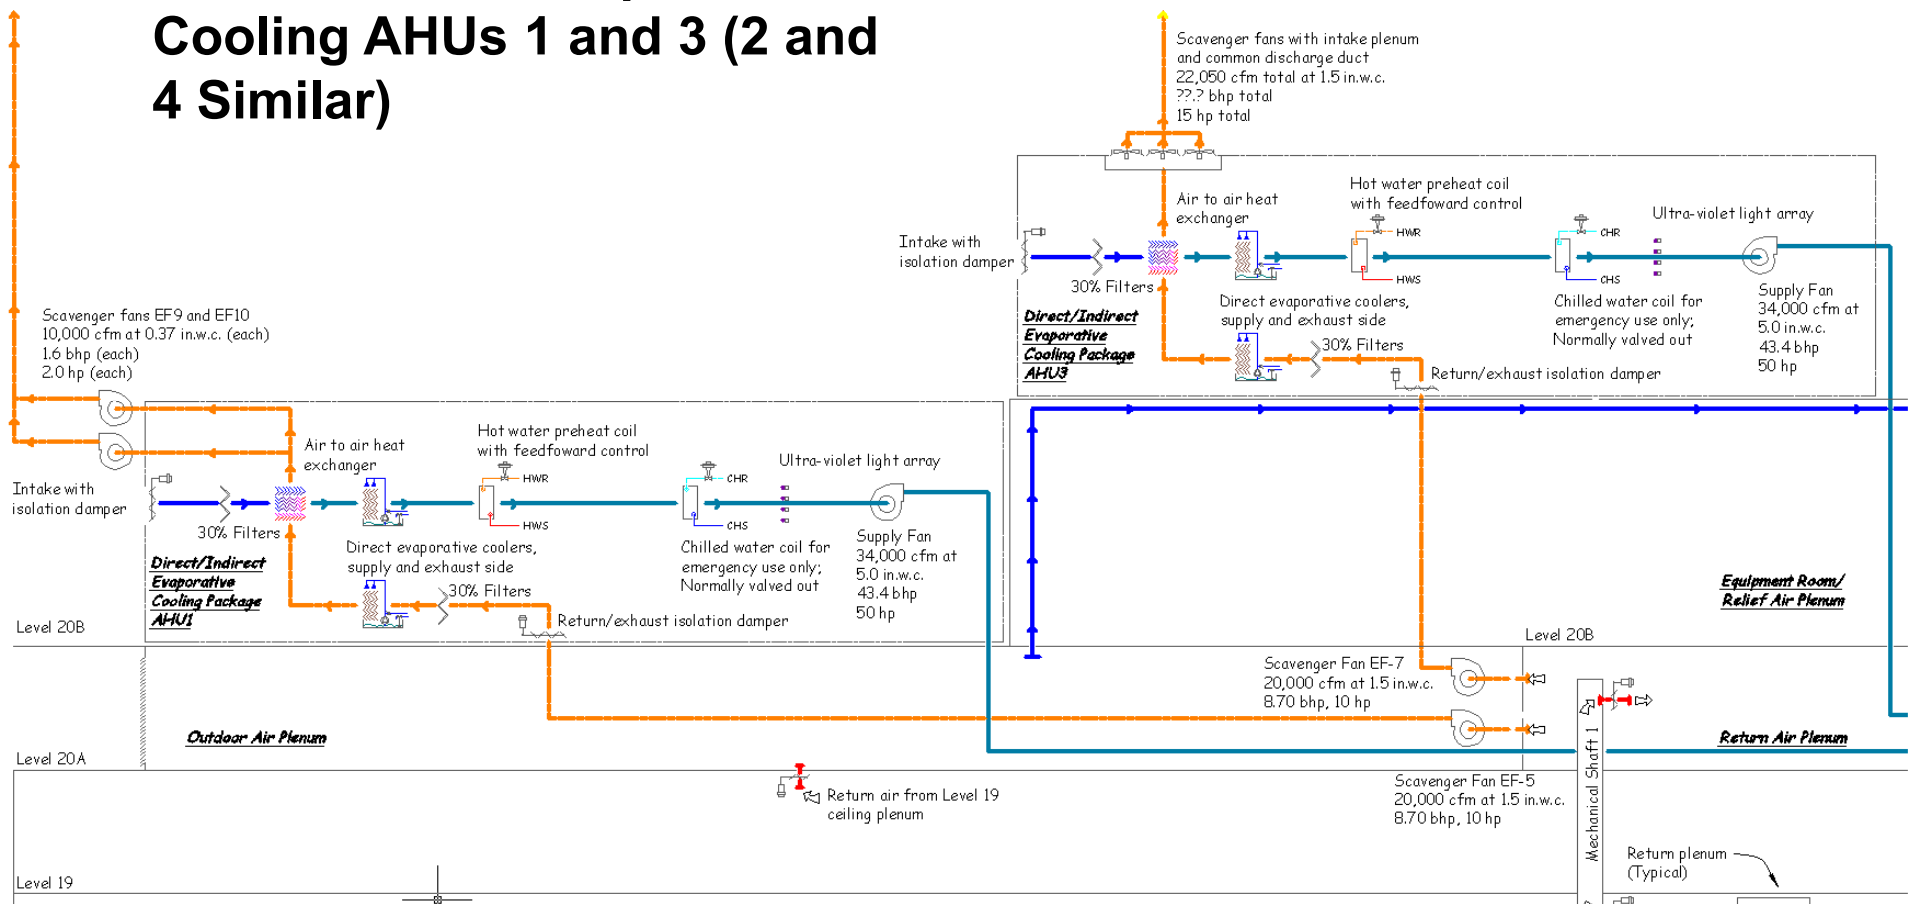 Cooling AHUs 1 and 3 (2 and
4 Similar)
Scavenger fans with intake plenum
and common discharge duct
22,050 cfm total at 1.5 in.w.c.
??.? bhp total
15 hp total
Air to air heat
exchanger
Hot water preheat coil
with feedfoward control
HWR
HWS
CHR
CHS
Ultra-violet light array
Intake with
isolation damper
30% Filters
Direct/Indirect
Evaporative
Cooling Package
AHU3
Direct evaporative coolers,
supply and exhaust side
30% Filters
Chilled water coil for
emergency use only;
Normally valved out
Supply Fan
34,000 cfm at
5.0 in.w.c.
43.4 bhp
50 hp
Return/exhaust isolation damper
Scavenger fans EF9 and EF10
10,000 cfm at 0.37 in.w.c. (each)
1.6 bhp (each)
2.0 hp (each)
Air to air heat
exchanger
Hot water preheat coil
with feedfoward control
HWR
HWS
CHR
CHS
Ultra-violet light array
Intake with
isolation damper
30% Filters
Direct/Indirect
Evaporative
Cooling Package
AHU1
Direct evaporative coolers,
supply and exhaust side
30% Filters
Chilled water coil for
emergency use only;
Normally valved out
Supply Fan
34,000 cfm at
5.0 in.w.c.
43.4 bhp
50 hp
Return/exhaust isolation damper
Level 20B
Equipment Room/
Relief Air Plenum
Level 20B
Scavenger Fan EF-7
20,000 cfm at 1.5 in.w.c.
8.70 bhp, 10 hp
Outdoor Air Plenum
Level 20A
Return Air Plenum
Mechanical Shaft 1
Scavenger Fan EF-5
20,000 cfm at 1.5 in.w.c.
8.70 bhp, 10 hp
Return air from Level 19
ceiling plenum
Return plenum
(Typical)
Level 19